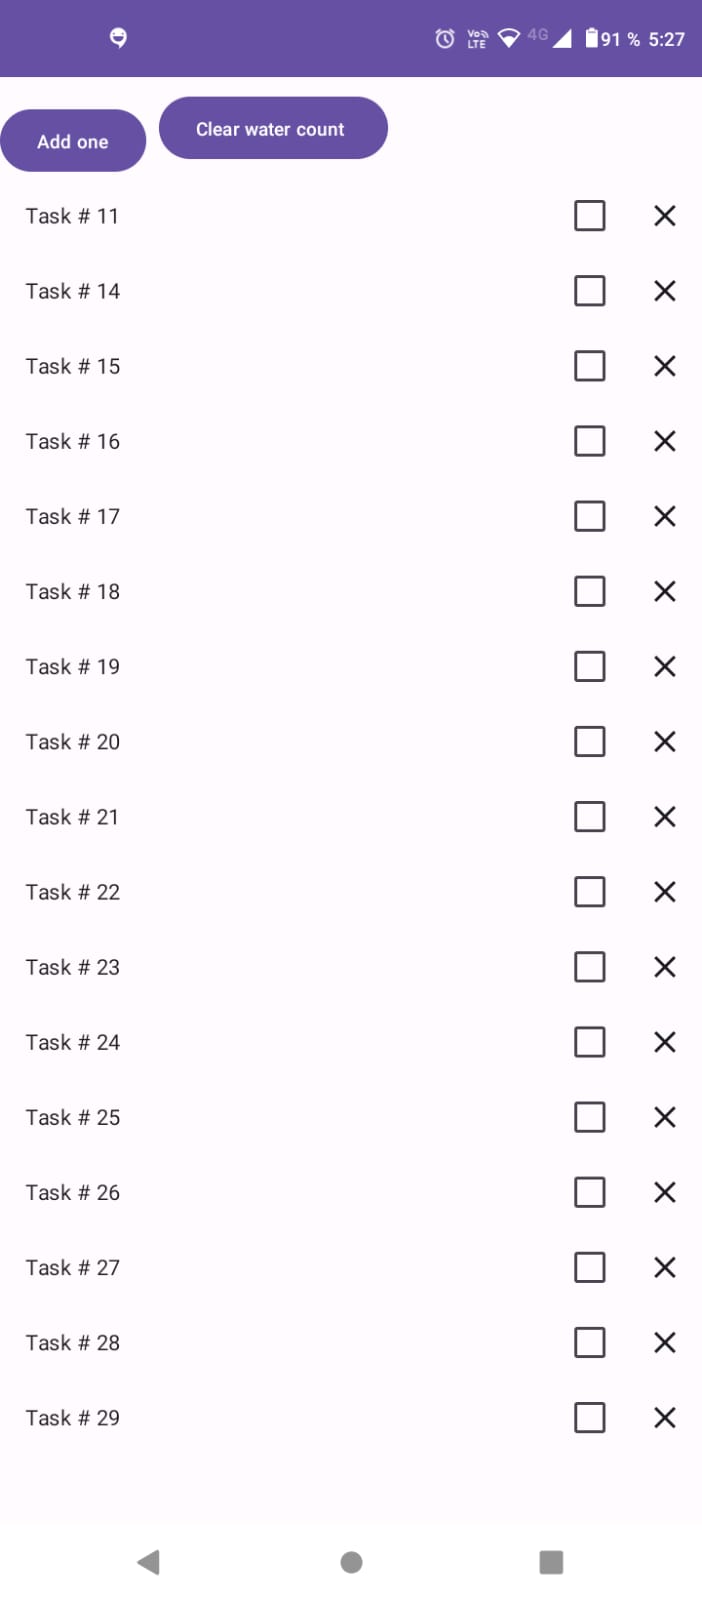 Vo LTE 4G 91 % 5:27
Add one
Clear water count
Task # 11
Task # 14
Task # 15
Task # 16
Task # 17
Task # 18
Task # 19
Task # 20
Task # 21
Task # 22
Task # 23
Task # 24
Task # 25
Task # 26
Task # 27
Task # 28
Task # 29